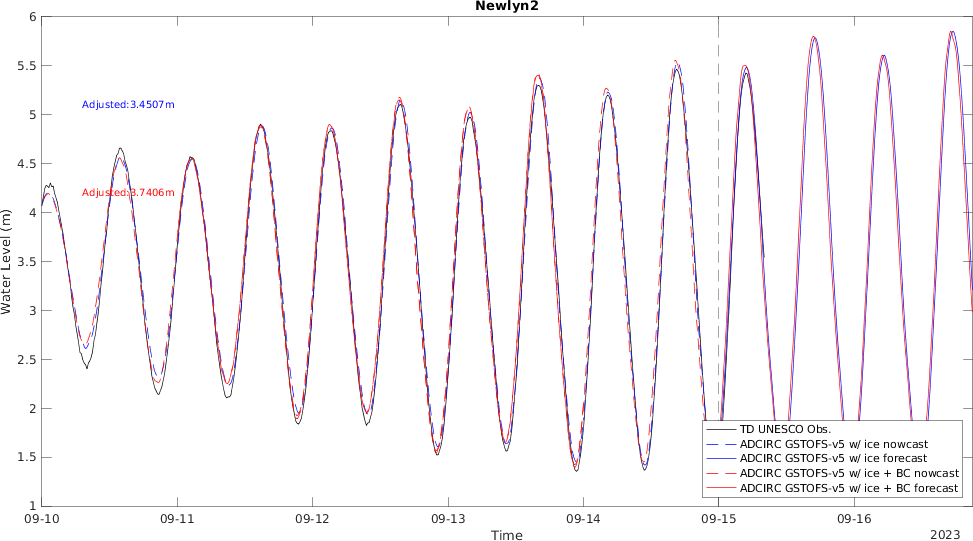 Newlyn2
6
5.5
5
4.5
4
3.5
3
2.5
2
1.5
1
Water Level (m)
Adjusted:3.4507m
Adjusted:3.7406m
TD UNESCO Obs.
ADCIRC GSTOFS-v5 w/ ice nowcast
ADCIRC GSTOFS-v5 w/ ice forecast
ADCIRC GSTOFS-v5 w/ ice + BC nowcast
ADCIRC GSTOFS-v5 w/ ice + BC forecast
09-10 09-11 09-12 09-13 09-14 09-15 09-16
Time
2023